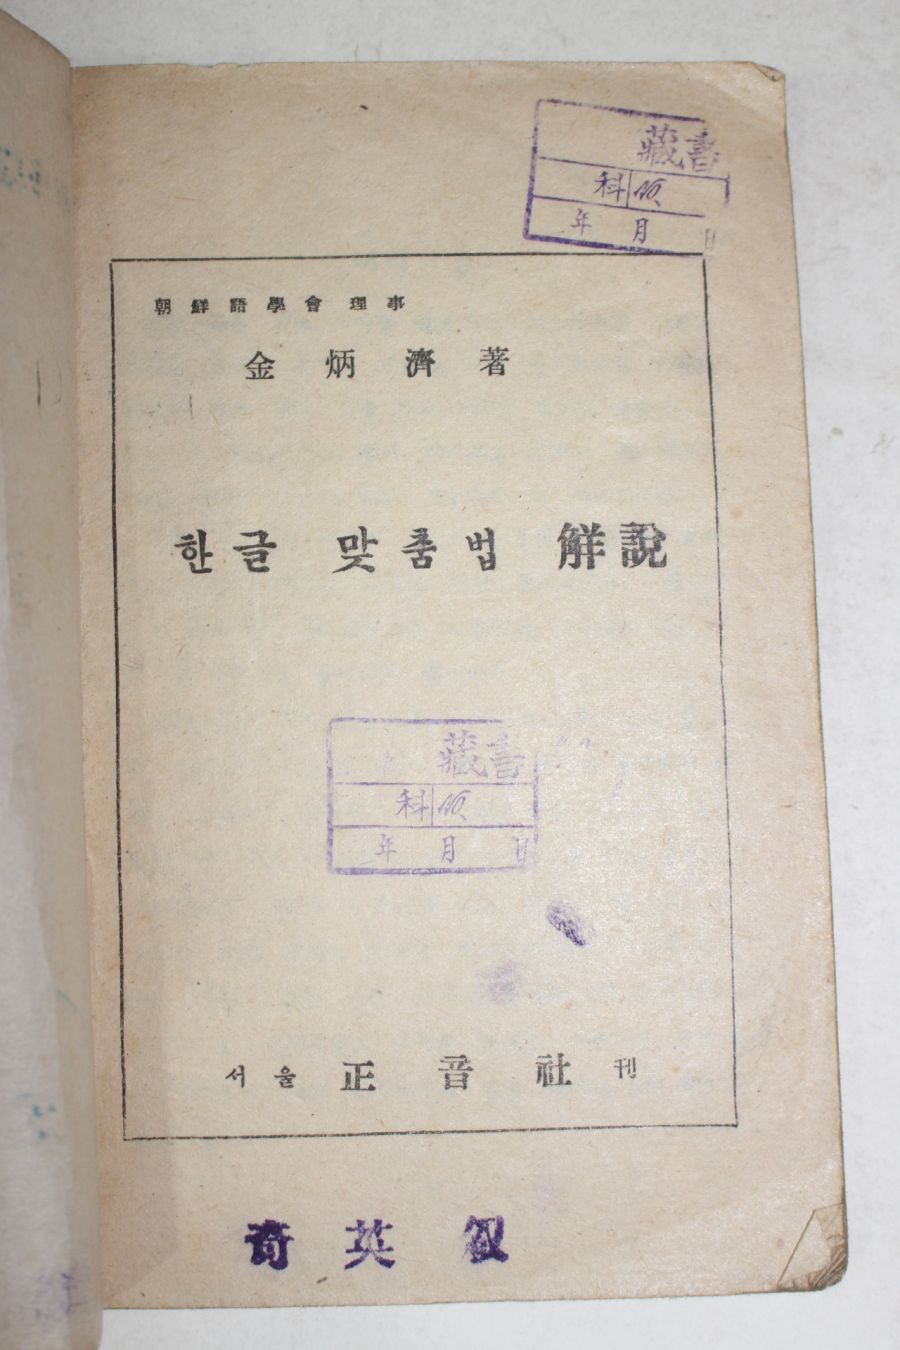 藏書
科 頁
年 月 日
朝鮮語學會 理事
金炳濟 著
한글 맞춤법 解說
藏書
科 頁
年 月 日
서울 正音社 刊
奇英叙